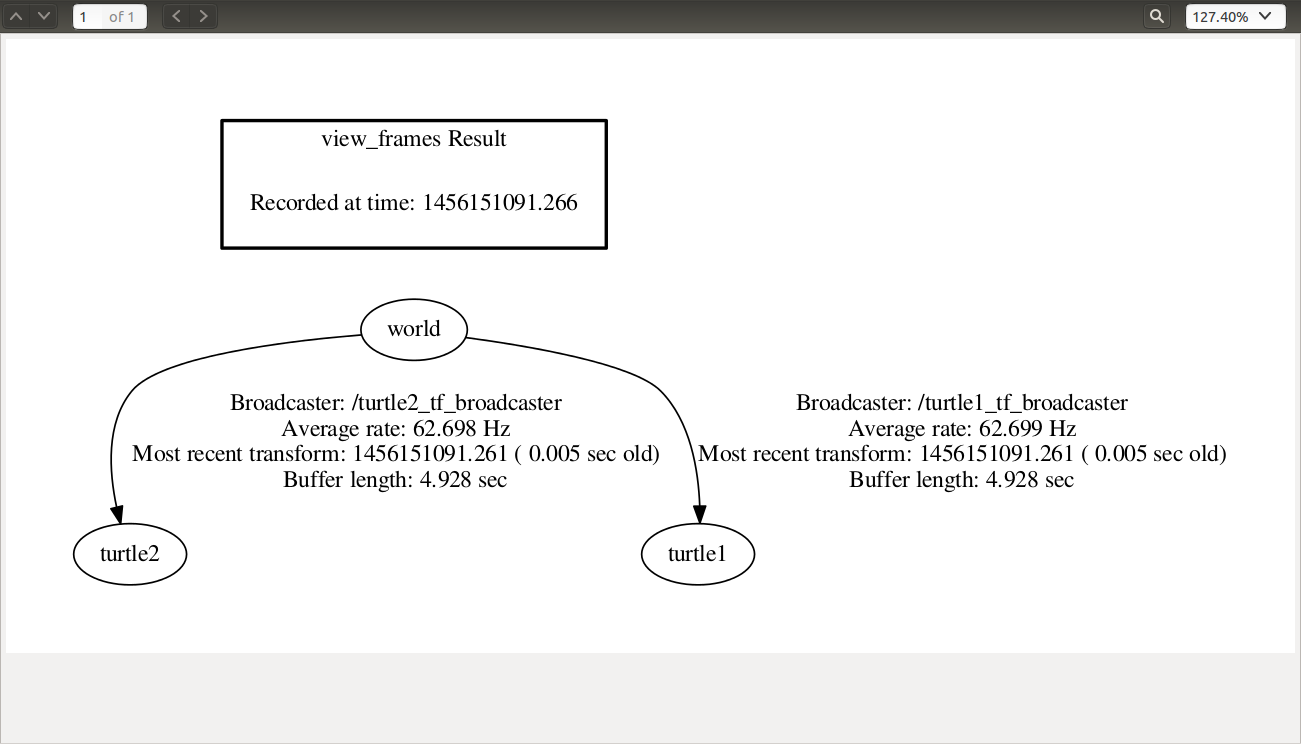 1 of 1
127.40%
view_frames Result
Recorded at time: 1456151091.266
world
Broadcaster: /turtle2_tf_broadcaster
Average rate: 62.698 Hz
Most recent transform: 1456151091.261 ( 0.005 sec old)
Buffer length: 4.928 sec
Broadcaster: /turtle1_tf_broadcaster
Average rate: 62.699 Hz
Most recent transform: 1456151091.261 ( 0.005 sec old)
Buffer length: 4.928 sec
turtle2
turtle1